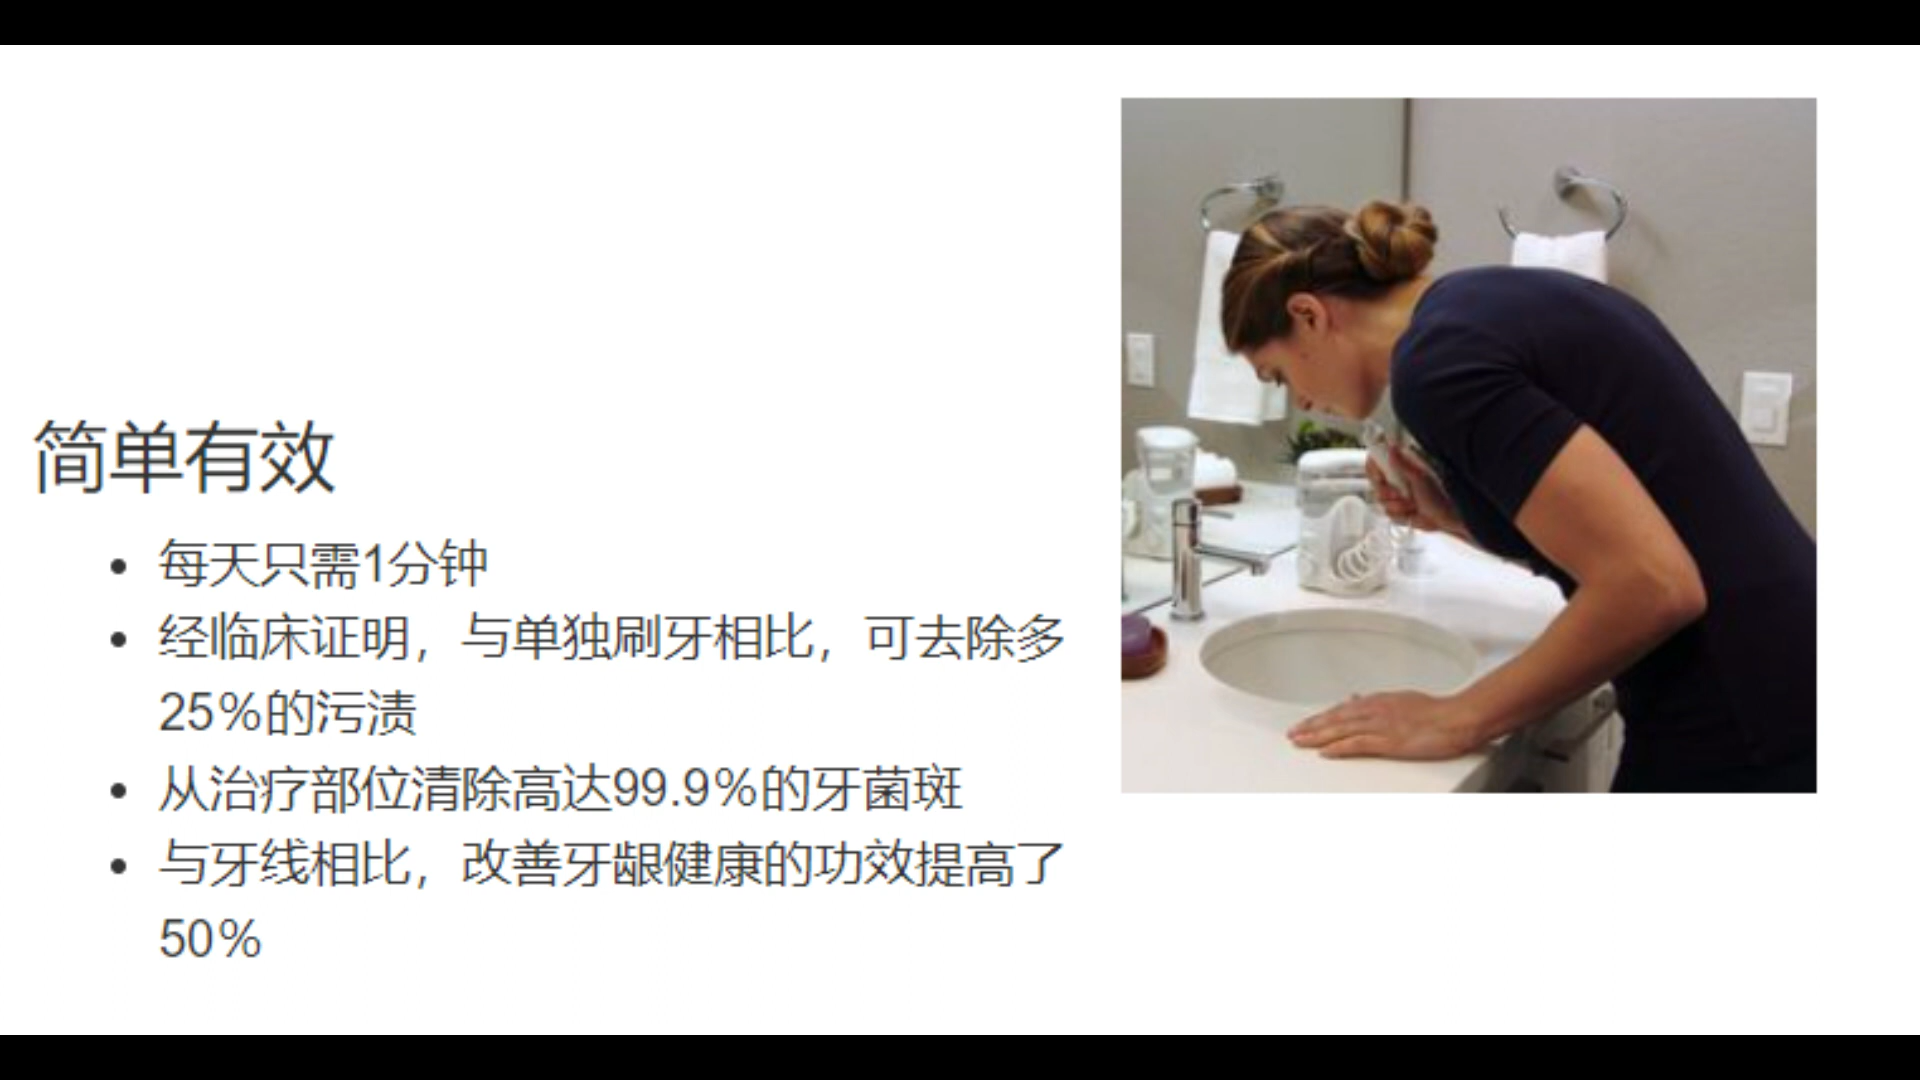 简单有效
每天只需1分钟
经临床证明，与单独刷牙相比，可去除多
25%的污渍
从治疗部位清除高达99.9%的牙菌斑
与牙线相比，改善牙龈健康的功效提高了
50%